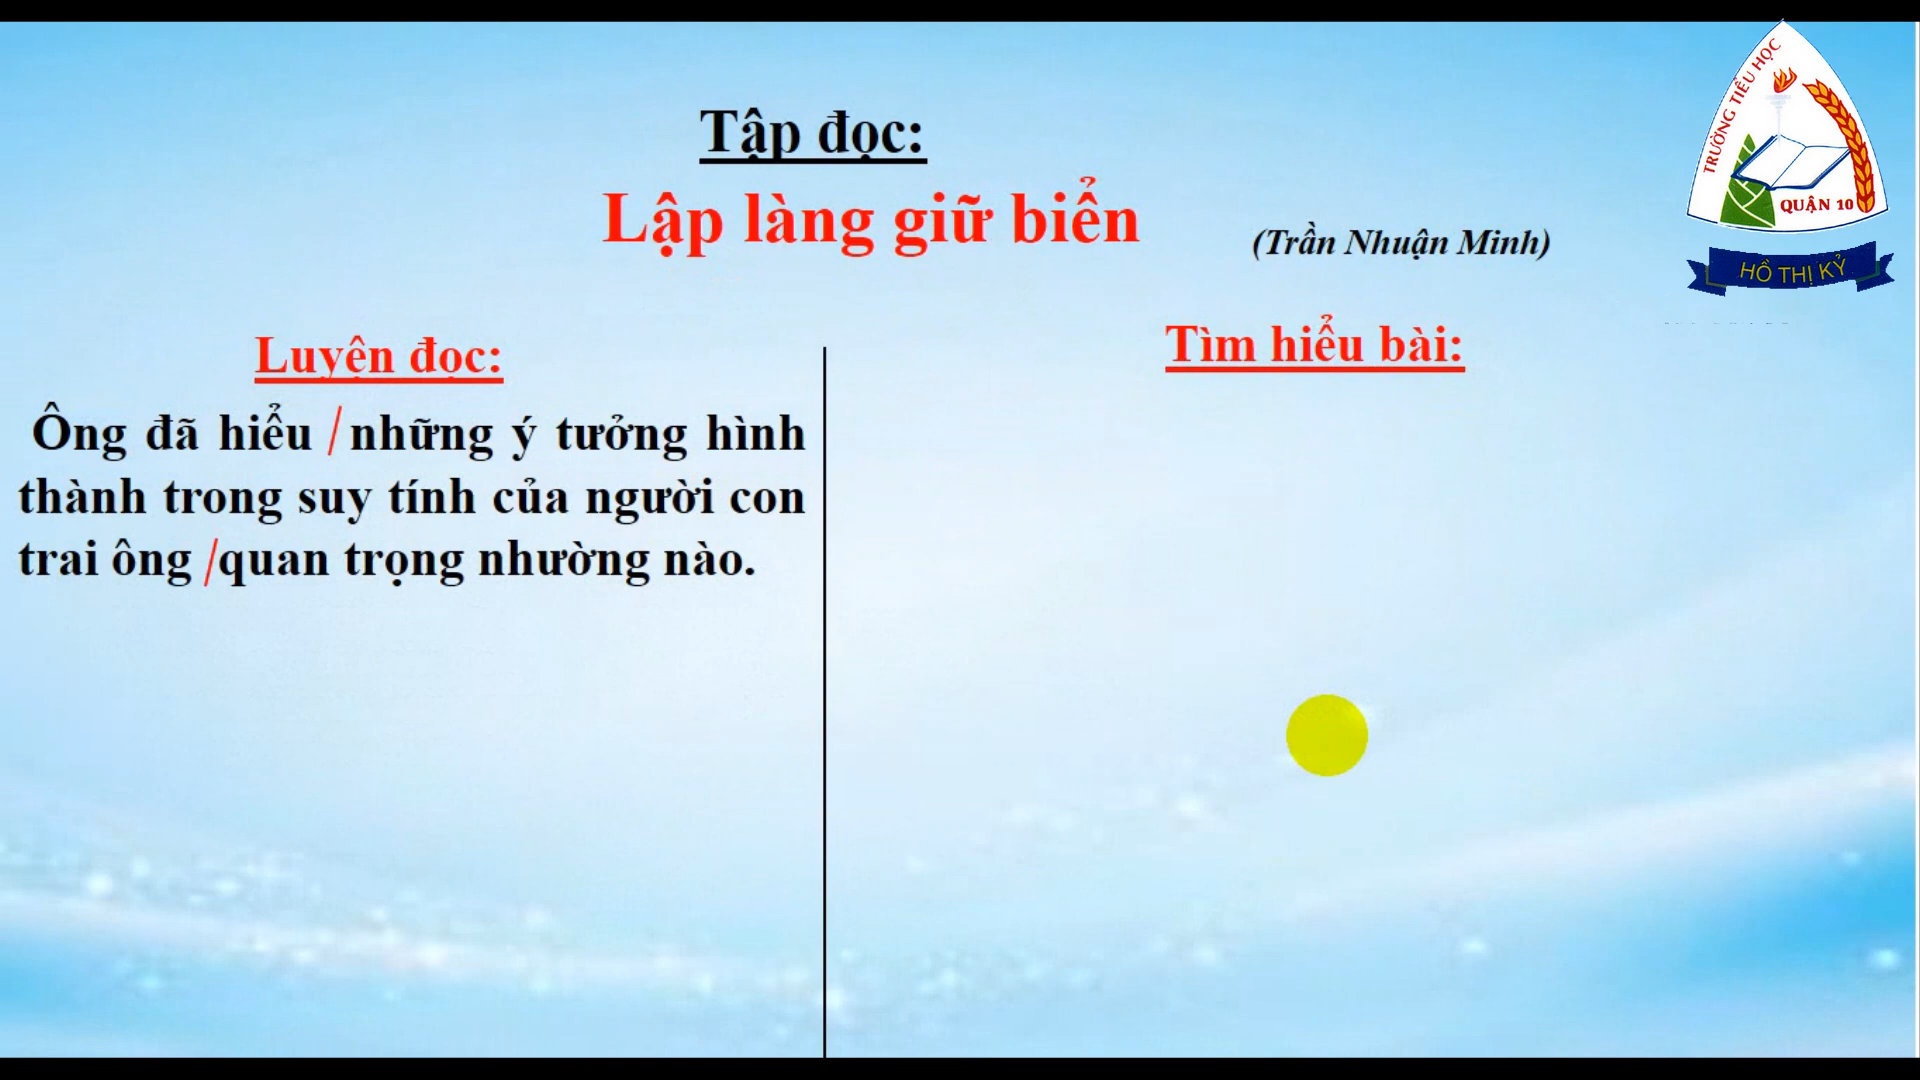 Tập đọc:
Lập làng giữ biển
(Trần Nhuận Minh)
TRƯỜNG TIỂU HỌC
QUẬN 10
HỒ THỊ KỶ
Luyện đọc:
Ông đã hiểu / những ý tưởng hình
thành trong suy tính của người con
trai ông /quan trọng nhường nào.
Tìm hiểu bài: